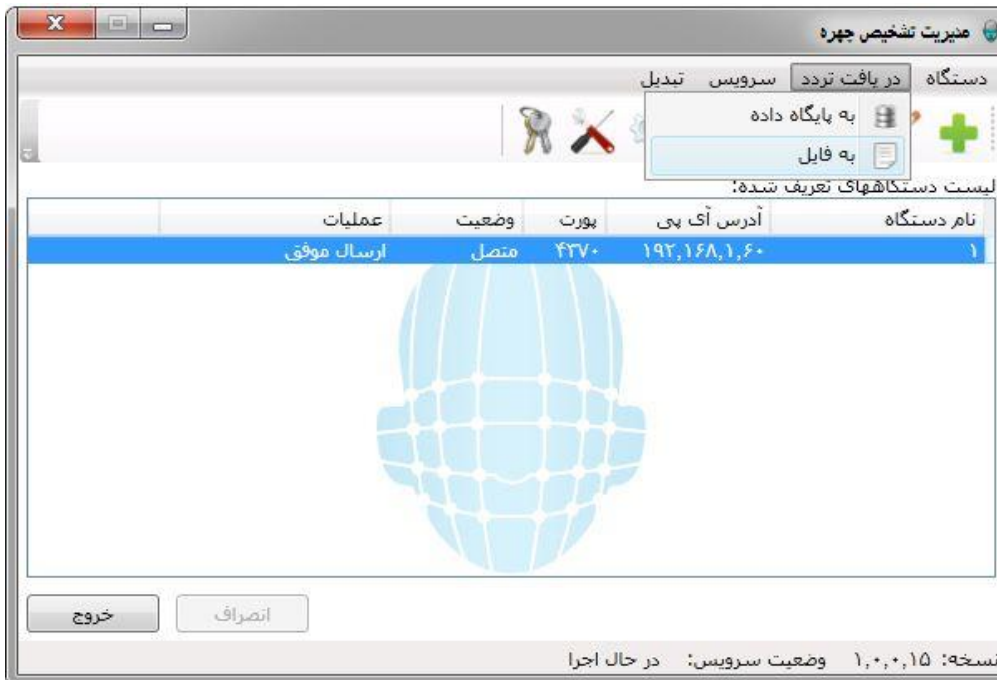 مدیریت تشخیص چهره
دستگاه در یافت تردد سرویس تبدیل
به پایگاه داده
به فایل
لیست دستگاههای تعریف شده:
نام دستگاه آدرس آی پی پورت وضعیت عملیات
۱ ۱۹۲,۱۶۸,۱,۶۰ ۴۳۷۰ متصل ارسال موفق
انصراف خروج
نسخه: ۱,۰,۰,۱۵ وضعیت سرویس: در حال اجرا